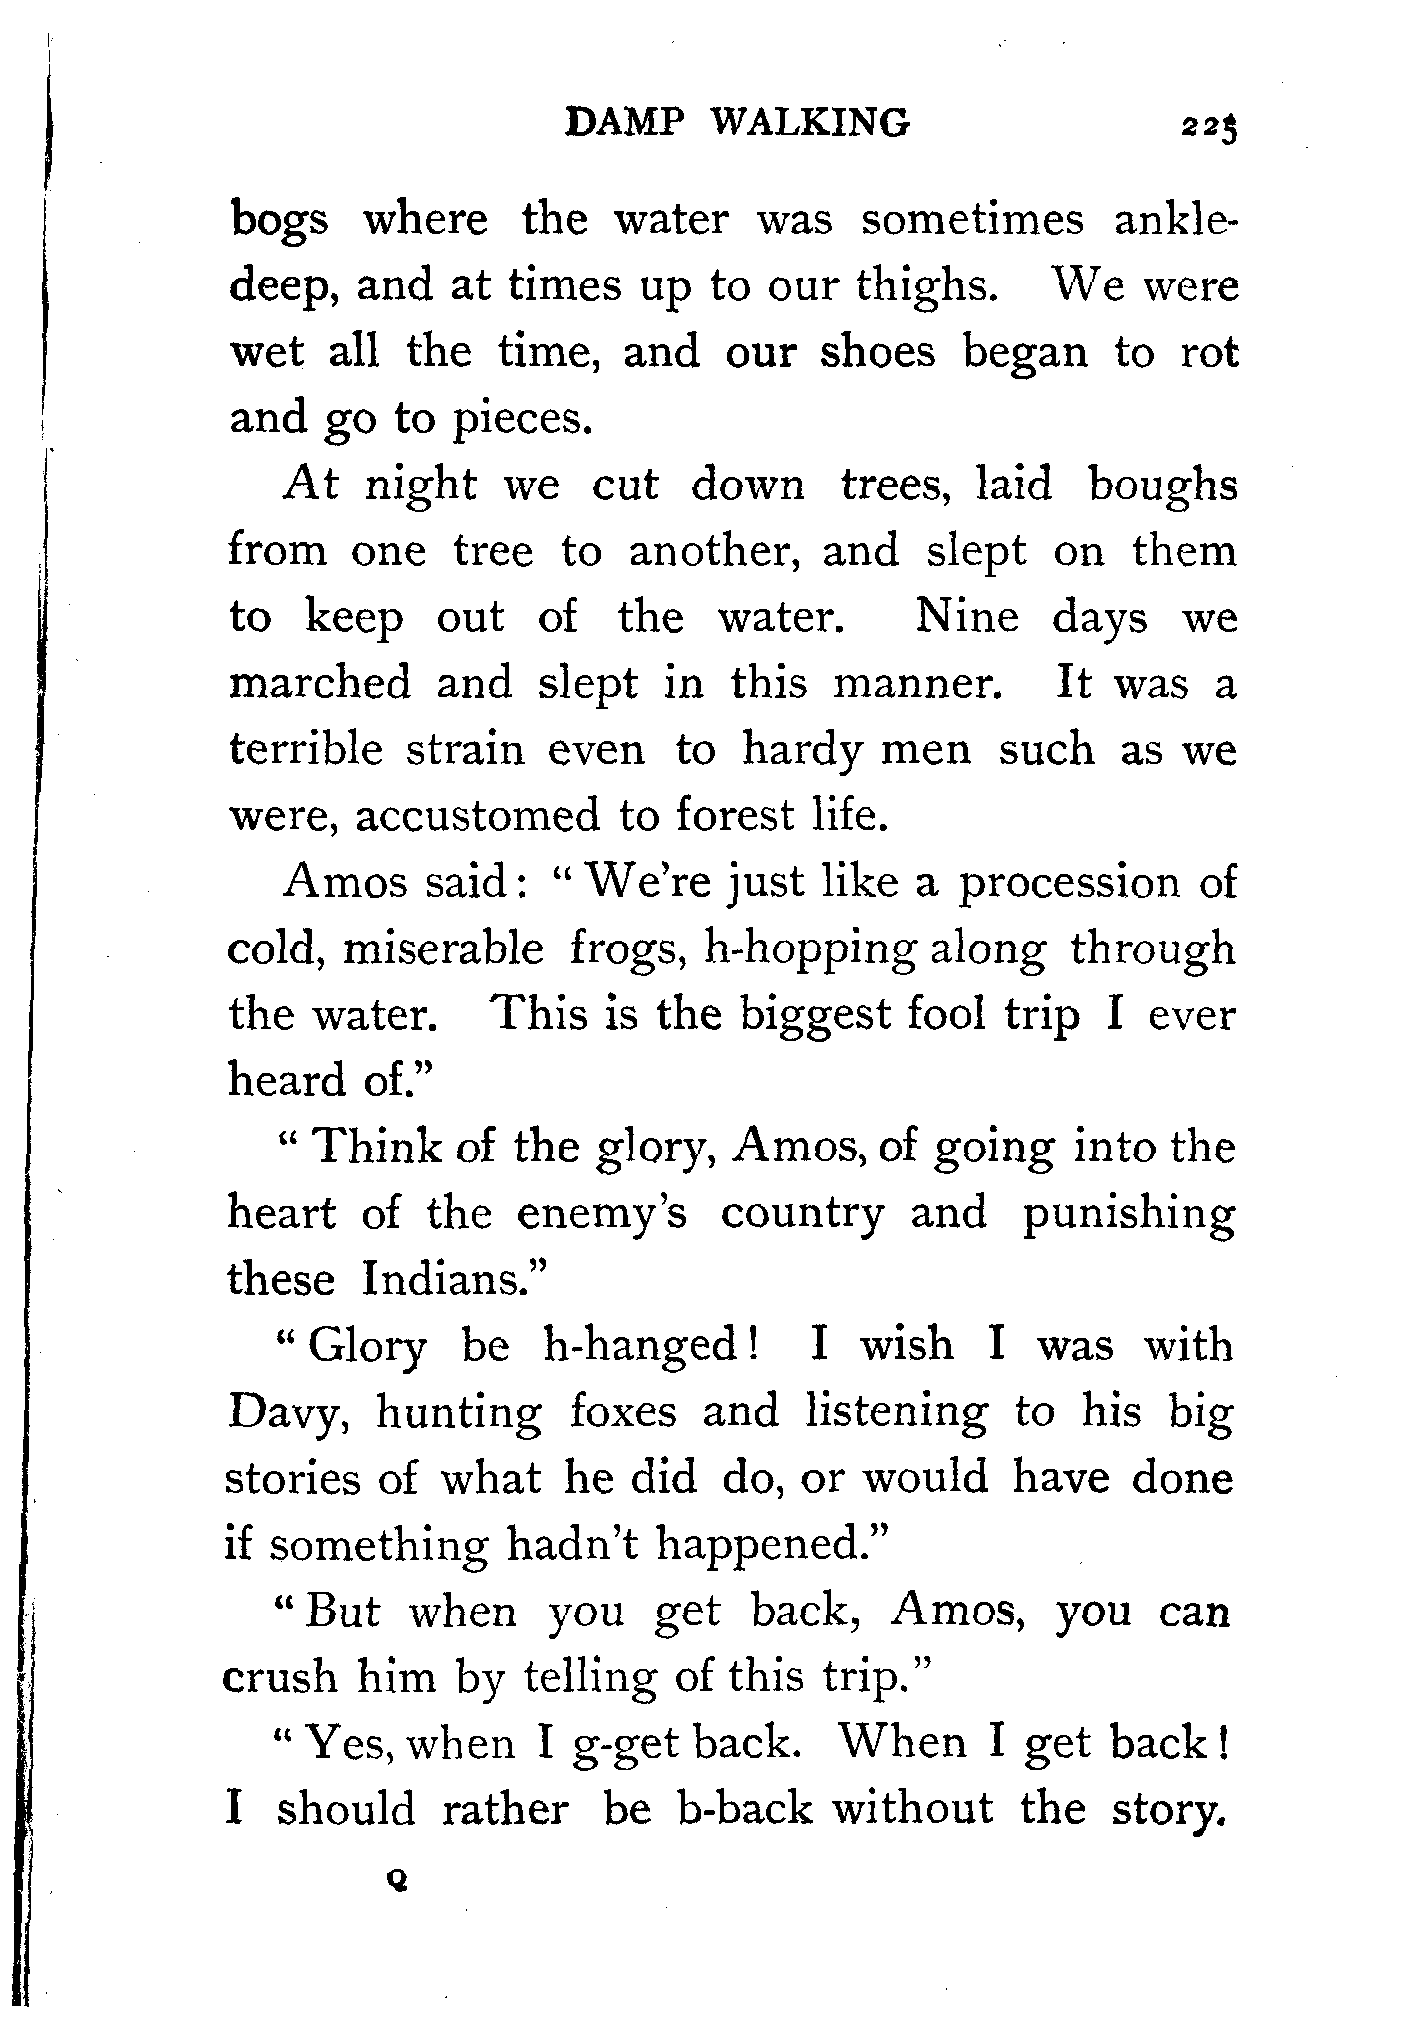 DAMP WALKING 225
bogs where the water was sometimes ankle-
deep, and at times up to our thighs. We were
wet all the time, and our shoes began to rot
and go to pieces.
At night we cut down trees, laid boughs
from one tree to another, and slept on them
to keep out of the water. Nine days we
marched and slept in this manner. It was a
terrible strain even to hardy men such as we
were, accustomed to forest life.
Amos said: " We're just like a procession of
cold, miserable frogs, h-hopping along through
the water. This is the biggest fool trip I ever
heard of."
" Think of the glory, Amos, of going into the
heart of the enemy's country and punishing
these Indians."
" Glory be h-hanged! I wish I was with
Davy, hunting foxes and listening to his big
stories of what he did do, or would have done
if something hadn't happened."
" But when you get back, Amos, you can
crush him by telling of this trip."
" Yes, when I g-get back. When I get back!
I should rather be b-back without the story.
Q